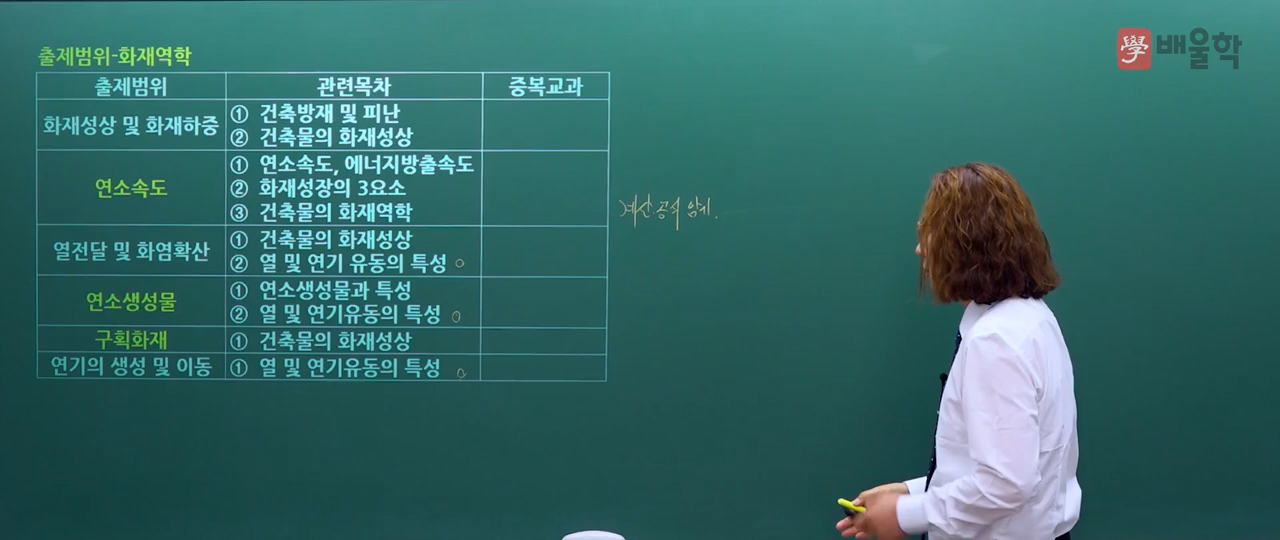 출제범위-화재역학
學 배울학
출제범위 관련목차 중복교과
화재성상 및 화재하중 ① 건축방재 및 피난
② 건축물의 화재성상
연소속도 ① 연소속도, 에너지방출속도
② 화재성장의 3요소
③ 건축물의 화재역학
계산 공식 암기.
열전달 및 화염확산 ① 건축물의 화재성상
② 열 및 연기 유동의 특성
연소생성물 ① 연소생성물과 특성
② 열 및 연기유동의 특성
구획화재 ① 건축물의 화재성상
연기의 생성 및 이동 ① 열 및 연기유동의 특성